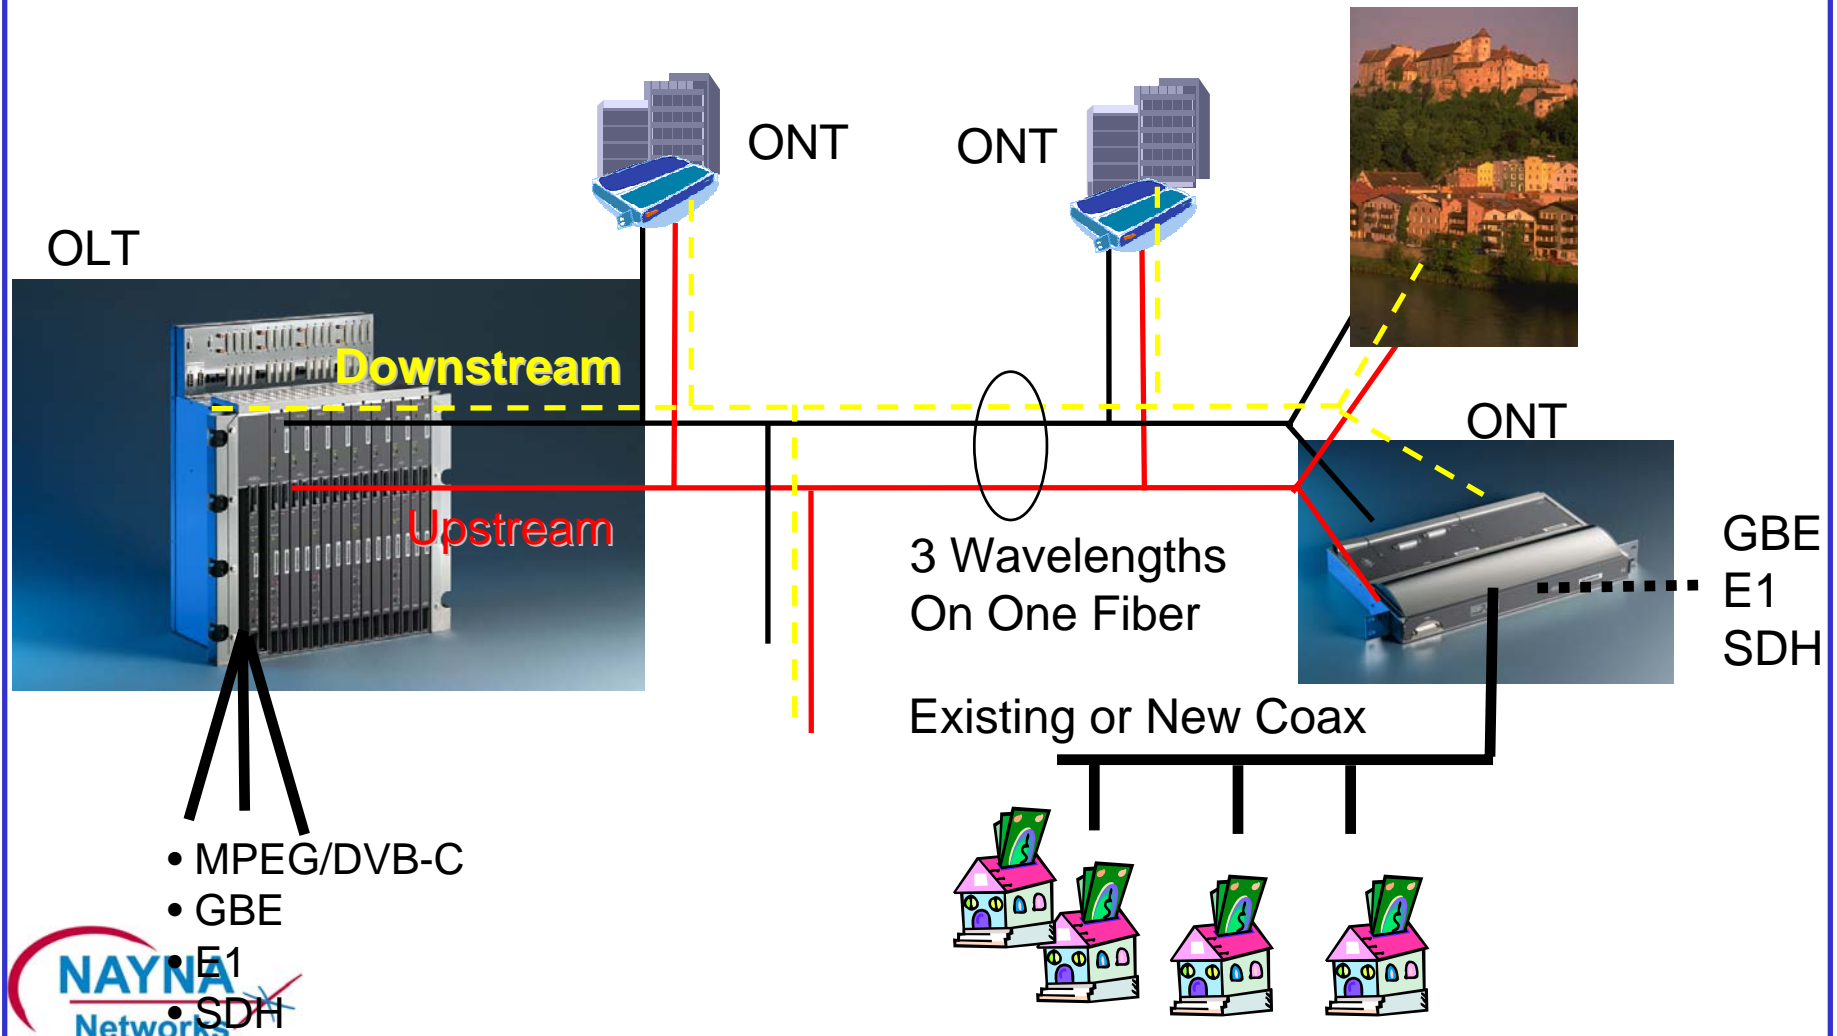 ONT
ONT
OLT
Downstream
ONT
Upstream
3 Wavelengths
On One Fiber
GBE
E1
SDH
Existing or New Coax
• MPEG/DVB-C
• GBE
• E1
• SDH
NAYNA
Networks